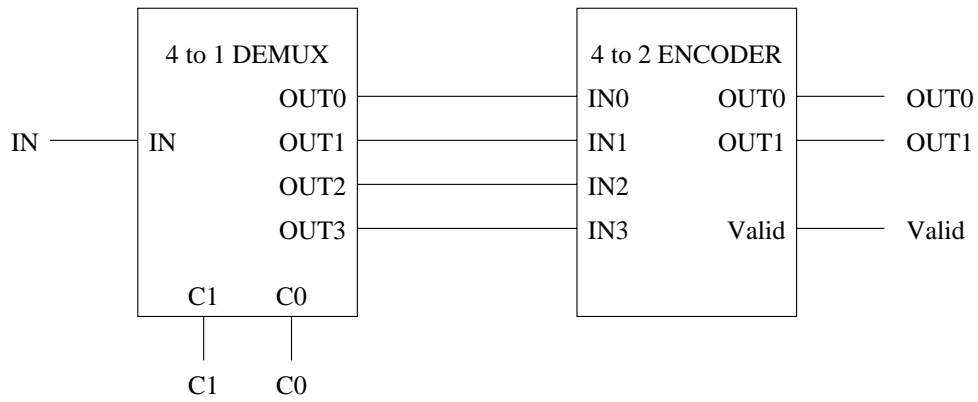 4 to 1 DEMUX 4 to 2 ENCODER
OUT0 IN0 OUT0 OUT0
IN IN OUT1 IN1 OUT1 OUT1
OUT2 IN2
OUT3 IN3 Valid Valid
C1 C0
C1 C0